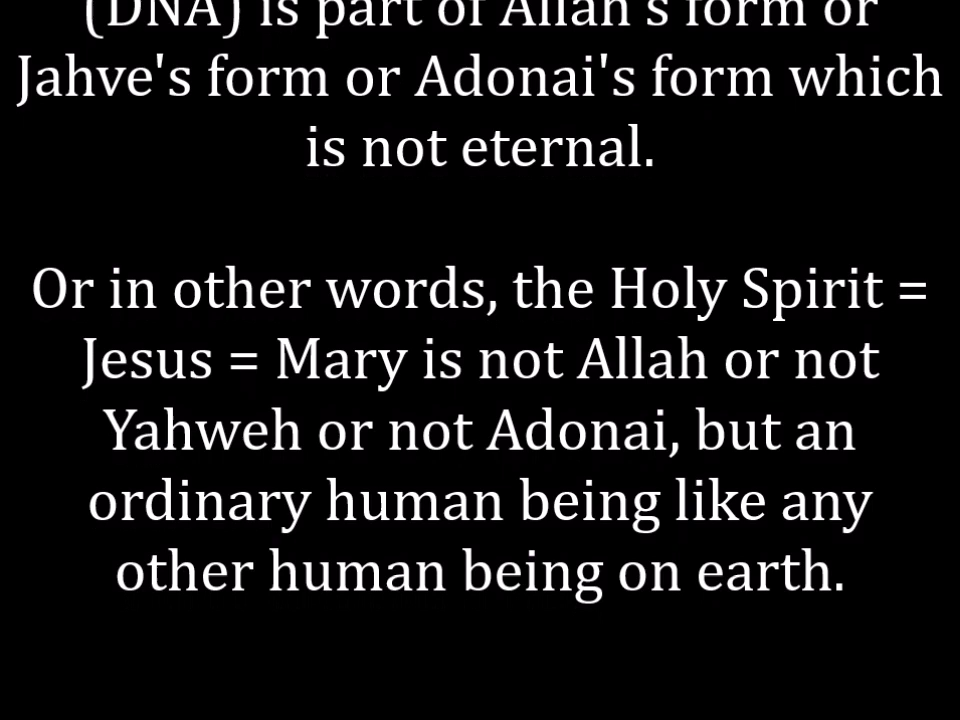 (DNA) is part of Allah's form or
Jahve's form or Adonai's form which
is not eternal.
Or in other words, the Holy Spirit =
Jesus = Mary is not Allah or not
Yahweh or not Adonai, but an
ordinary human being like any
other human being on earth.